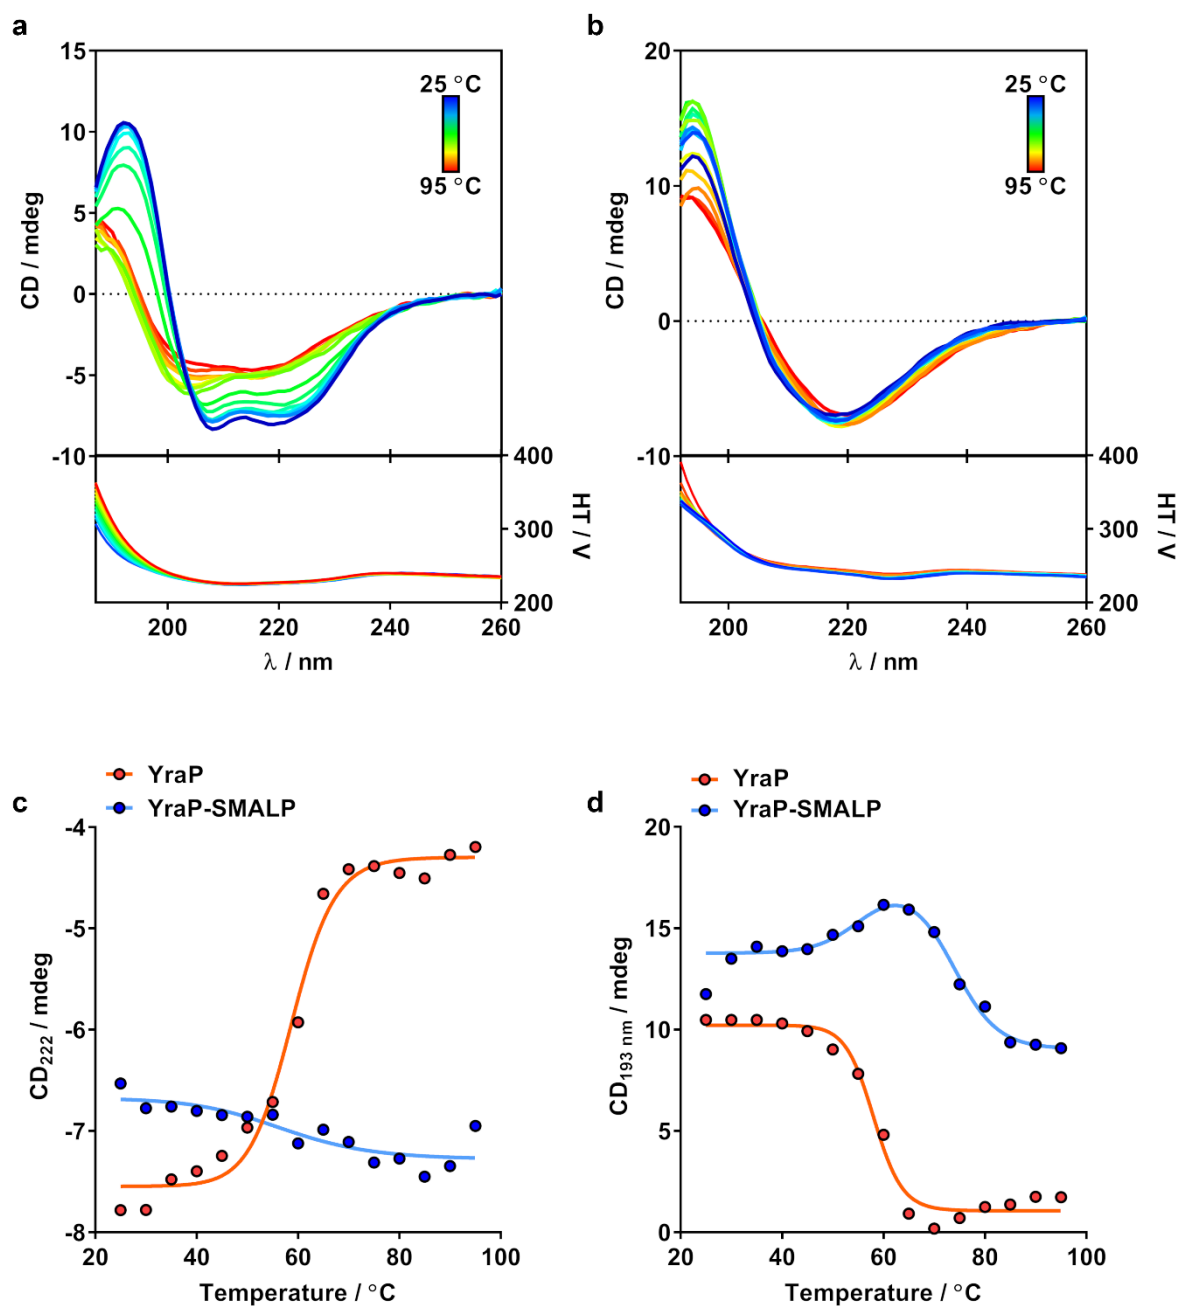 a
15
10
5
0
-5
-10
CD / mdeg
25 °C
95 °C
400
300
200
HT / V
200
220
240
260
λ / nm
b
20
10
0
-10
CD / mdeg
25 °C
95 °C
400
300
200
HT / V
200
220
240
260
λ / nm
c
YraP
YraP-SMALP
-4
-5
-6
-7
-8
CD222 / mdeg
20
40
60
80
100
Temperature / °C
d
YraP
YraP-SMALP
20
15
10
5
0
CD193 nm / mdeg
20
40
60
80
100
Temperature / °C